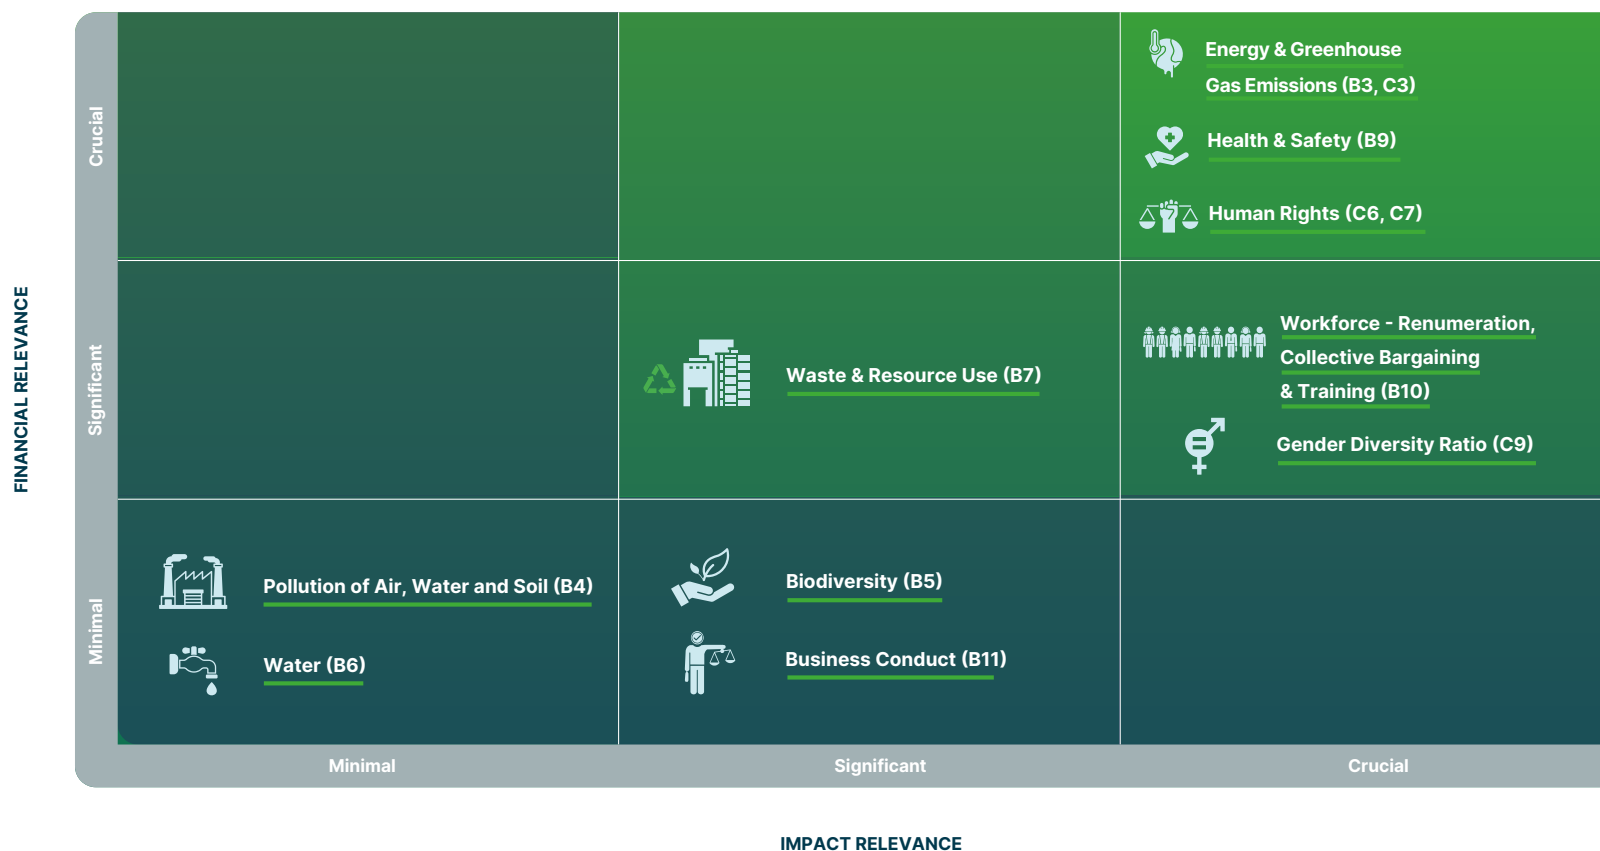 FINANCIAL RELEVANCE
Crucial
Energy & Greenhouse
Gas Emissions (B3, C3)
Health & Safety (B9)
Human Rights (C6, C7)
Significant
Waste & Resource Use (B7)
Workforce - Renumeration,
Collective Bargaining
& Training (B10)
Gender Diversity Ratio (C9)
Minimal
Pollution of Air, Water and Soil (B4)
Water (B6)
Biodiversity (B5)
Business Conduct (B11)
Minimal
Significant
Crucial
IMPACT RELEVANCE